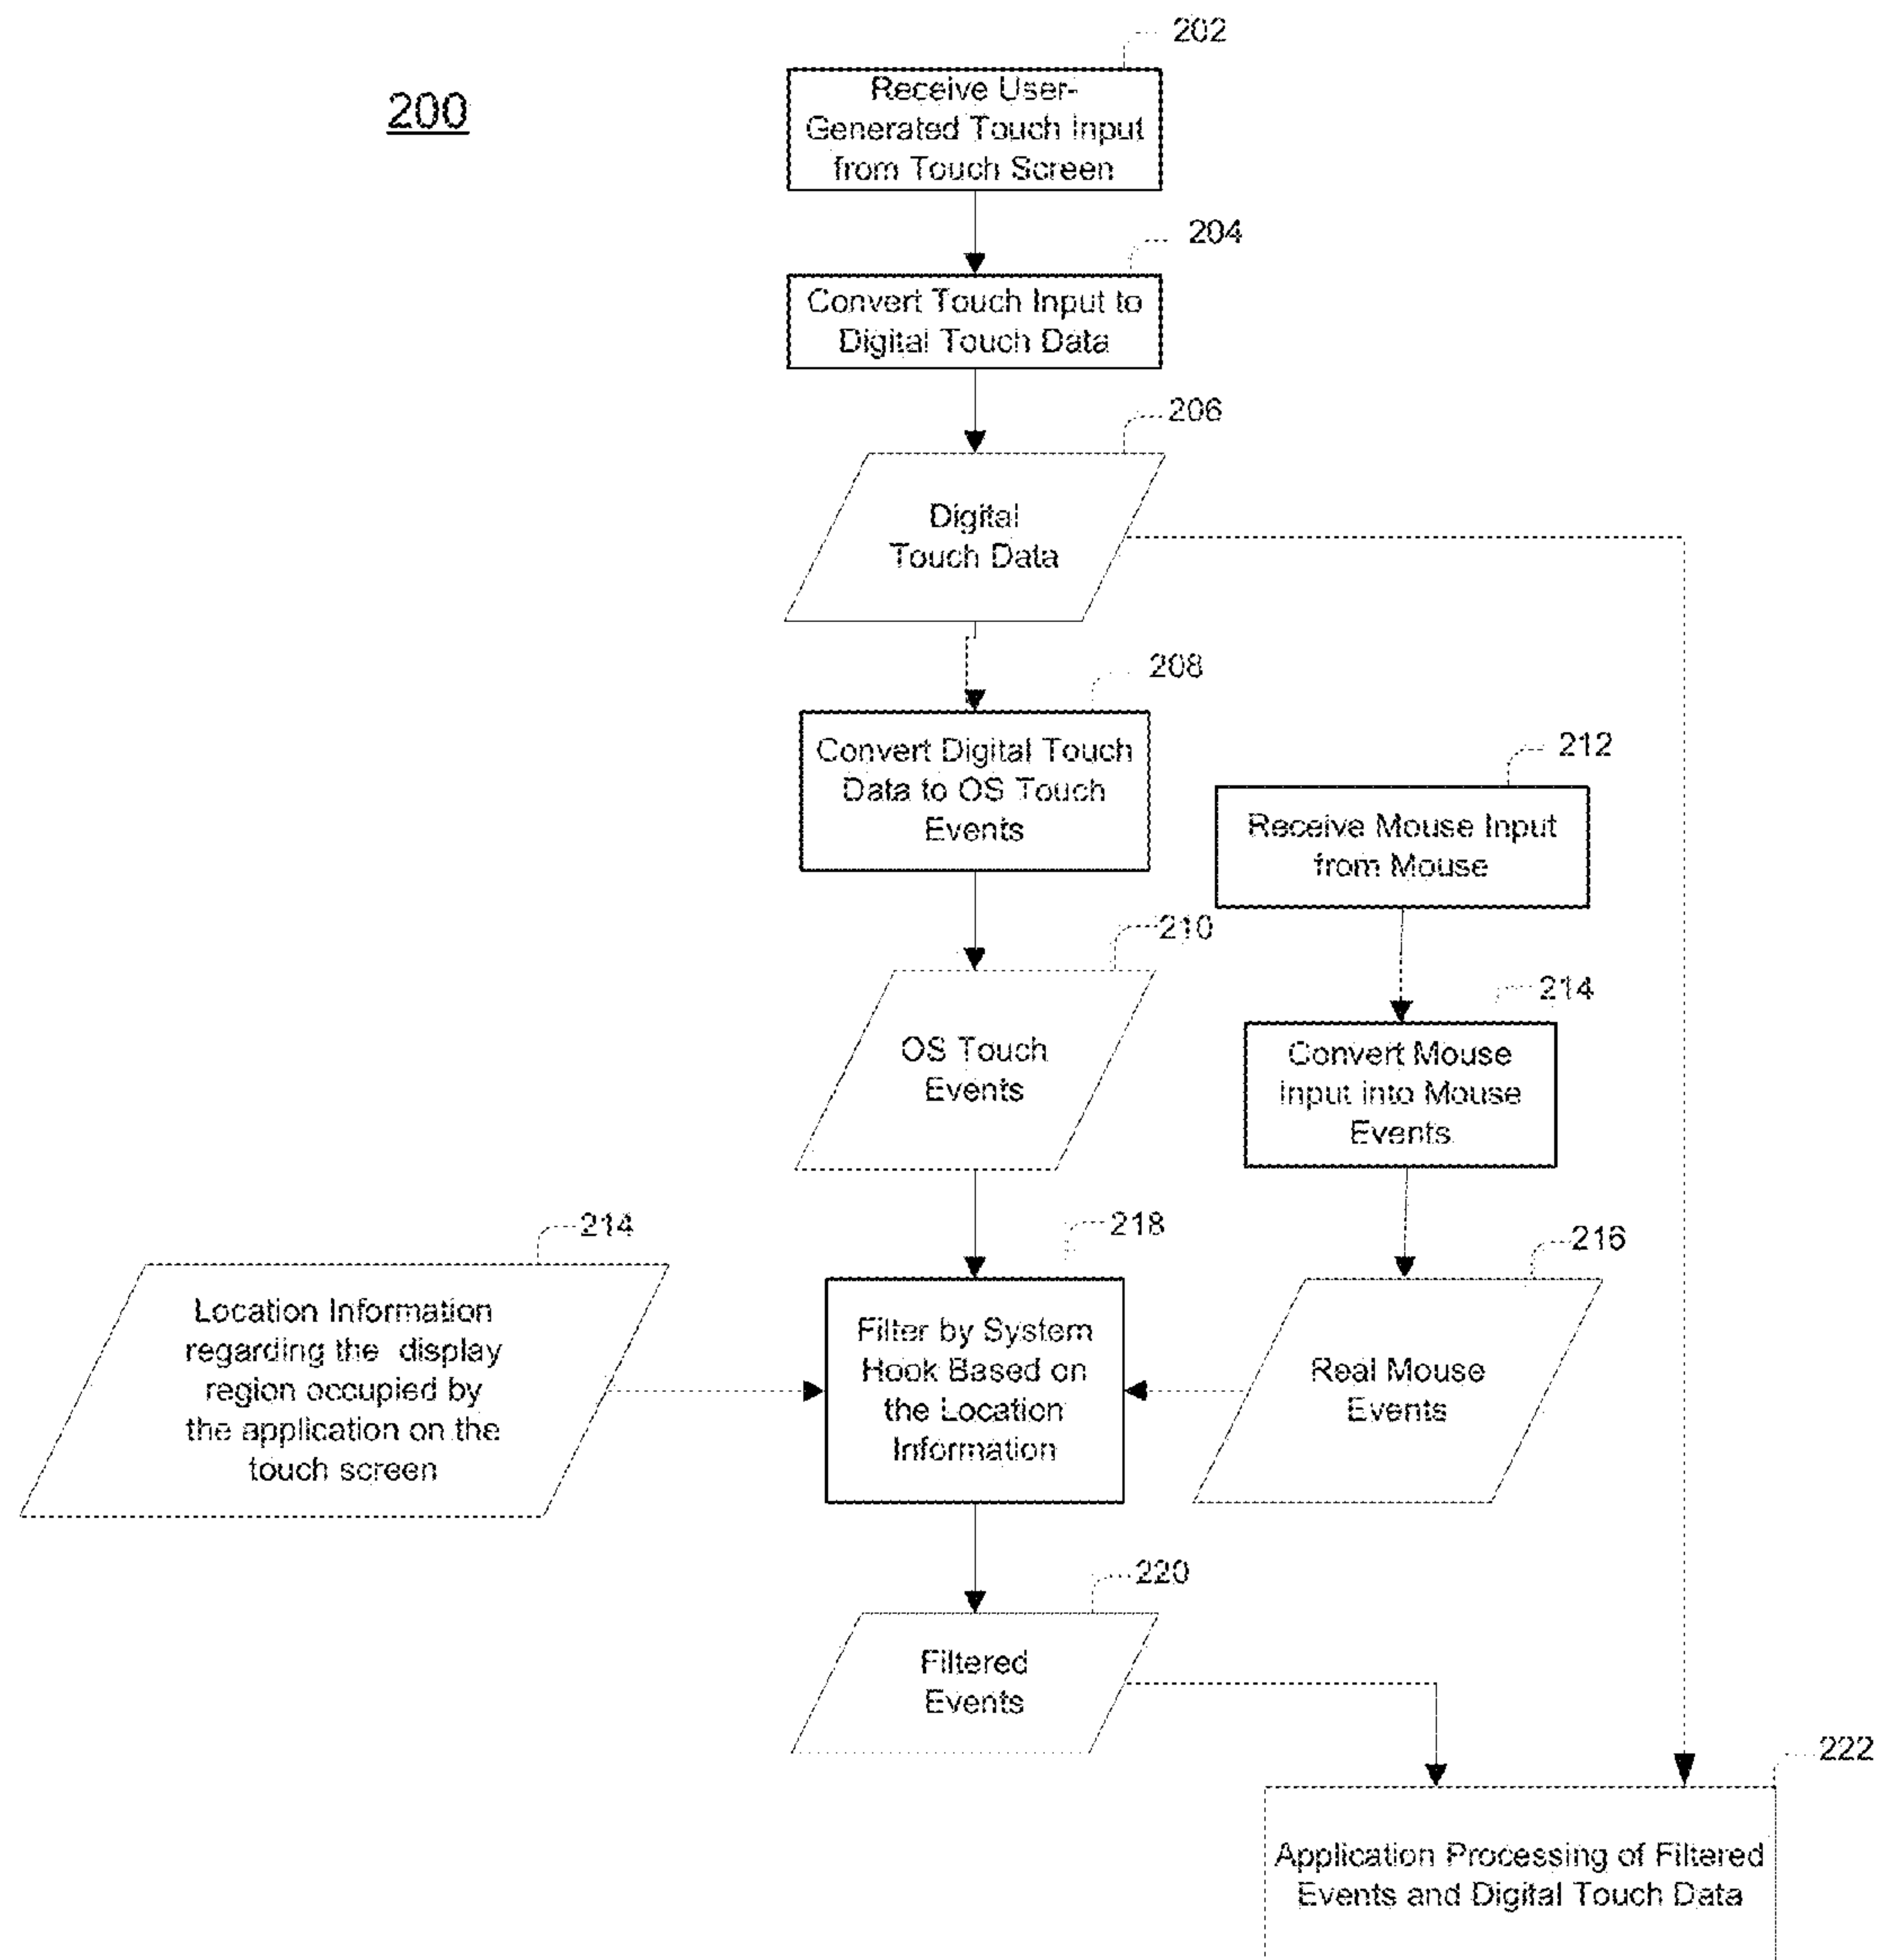 200
202
Receive User-
Generated Touch Input
from Touch Screen
204
Convert Touch Input to
Digital Touch Data
206
Digital
Touch Data
208
Convert Digital Touch
Data to OS Touch
Events
212
Receive Mouse Input
from Mouse
210
OS Touch
Events
214
Convert Mouse
Input into Mouse
Events
214
Location Information
regarding the display
region occupied by
the application on the
touch screen
218
Filter by System
Hook Based on
the Location
Information
216
Real Mouse
Events
220
Filtered
Events
222
Application Processing of Filtered
Events and Digital Touch Data